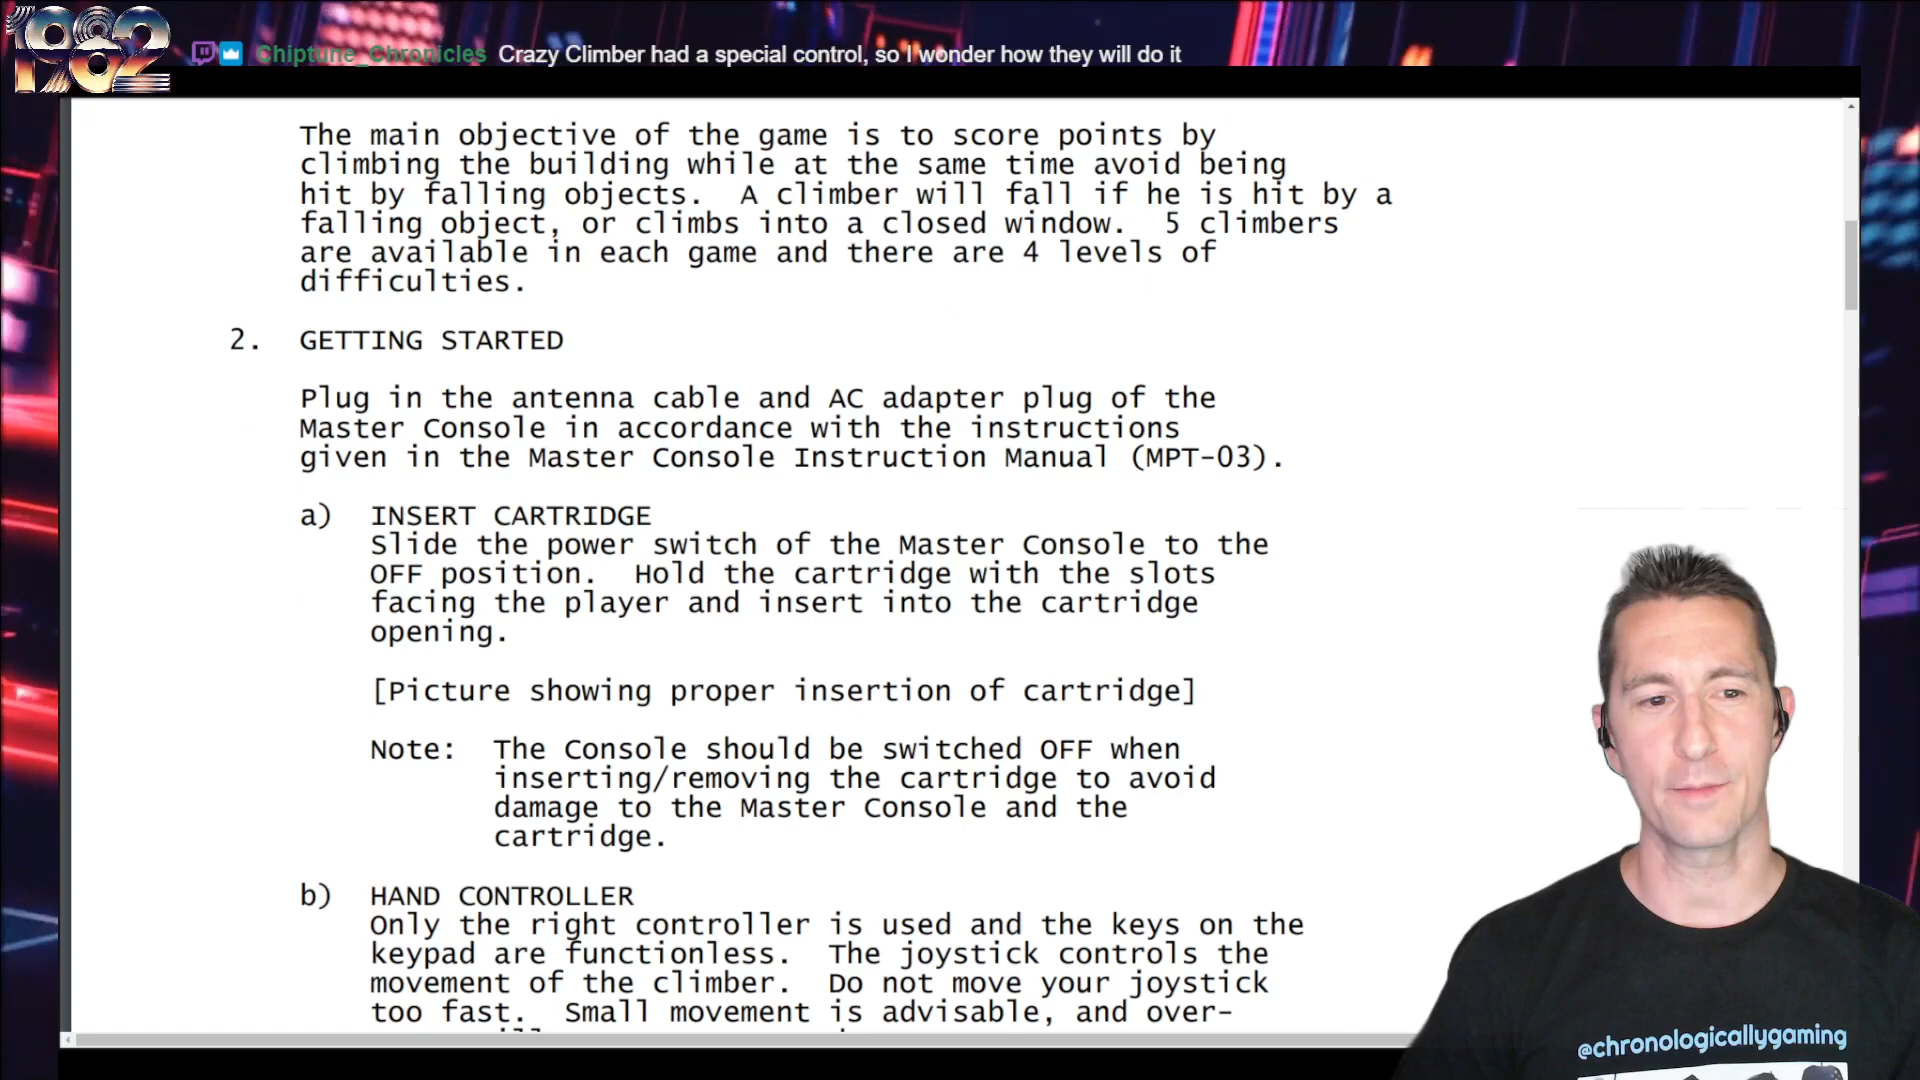 1982
Chiptune_Chronicles Crazy Climber had a special control, so I wonder how they will do it
The main objective of the game is to score points by
climbing the building while at the same time avoid being
hit by falling objects. A climber will fall if he is hit by a
falling object, or climbs into a closed window. 5 climbers
are available in each game and there are 4 levels of
difficulties.
2. GETTING STARTED
Plug in the antenna cable and AC adapter plug of the
Master Console in accordance with the instructions
given in the Master Console Instruction Manual (MPT-03).
a) INSERT CARTRIDGE
Slide the power switch of the Master Console to the
OFF position. Hold the cartridge with the slots
facing the player and insert into the cartridge
opening.
[Picture showing proper insertion of cartridge]
Note: The Console should be switched OFF when
inserting/removing the cartridge to avoid
damage to the Master Console and the
cartridge.
b) HAND CONTROLLER
Only the right controller is used and the keys on the
keypad are functionless. The joystick controls the
movement of the climber. Do not move your joystick
too fast. Small movement is advisable, and over-
@chronologicallygaming